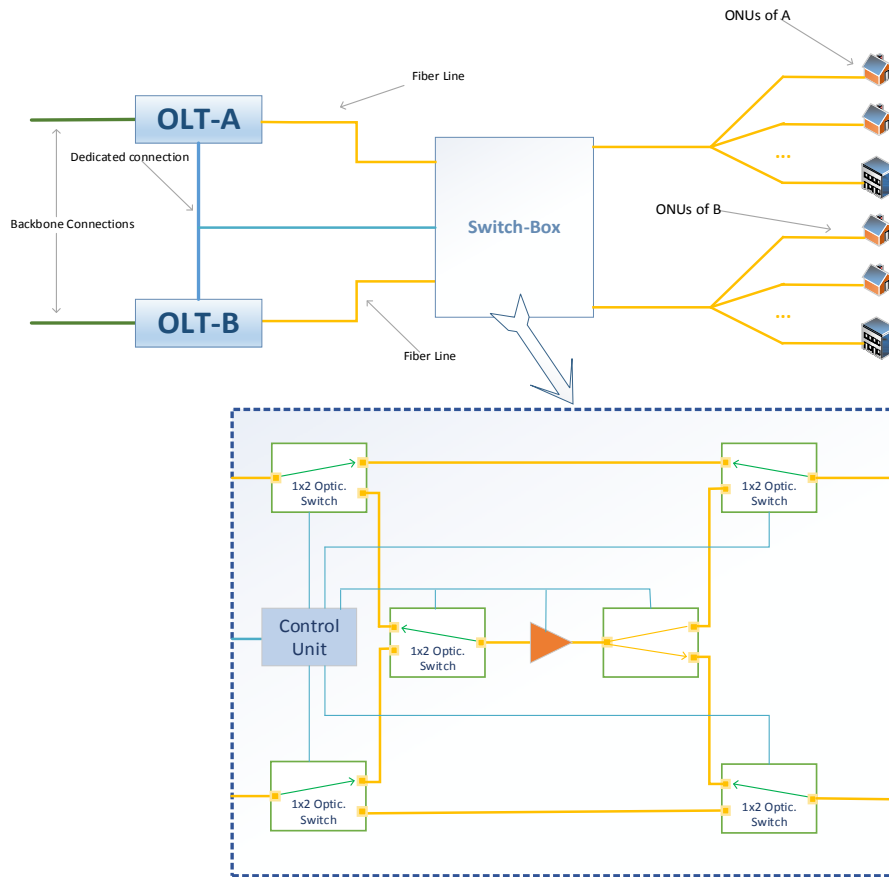 ONUs of A
Fiber Line
OLT-A
Dedicated connection
...
Backbone Connections
ONUs of B
Switch-Box
OLT-B
...
Fiber Line
1x2 Optic.
Switch
1x2 Optic.
Switch
Control
Unit
1x2 Optic.
Switch
1x2 Optic.
Switch
1x2 Optic.
Switch